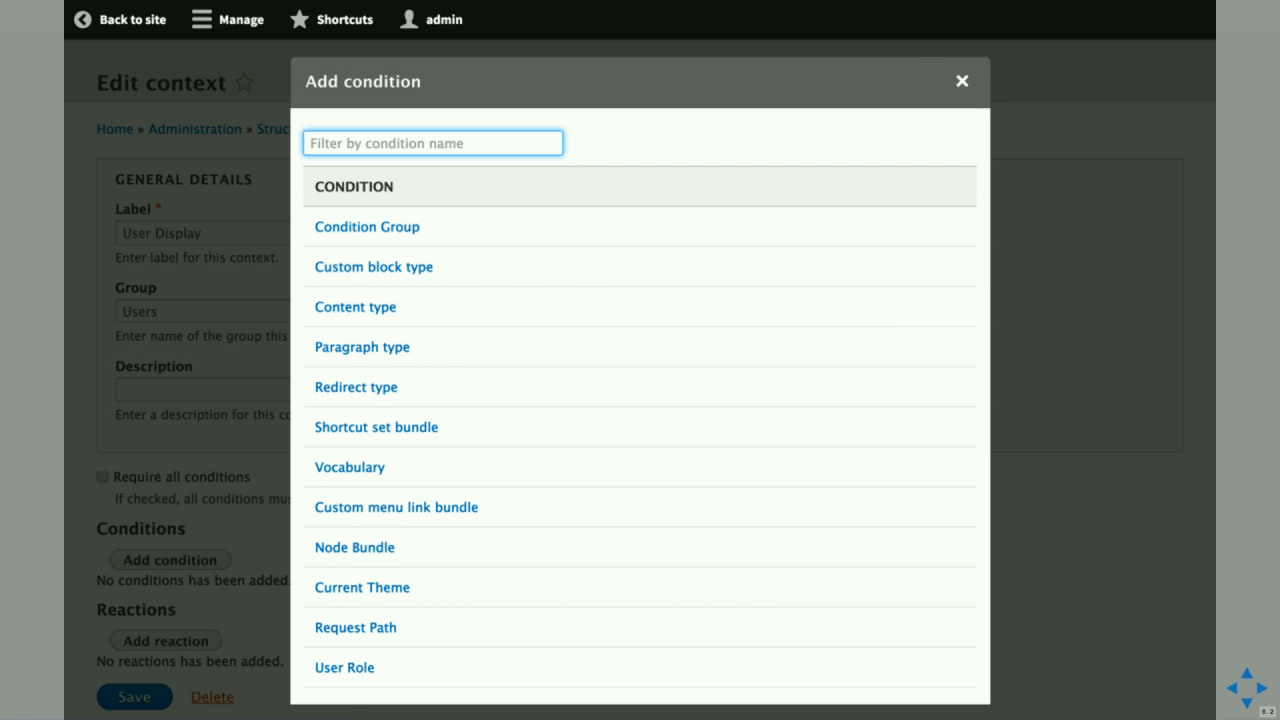 Back to site Manage Shortcuts admin
Edit context
Home » Administration » Struc
GENERAL DETAILS
Label *
User Display
Enter label for this context.
Group
Users
Enter name of the group this
Description
Enter a description for this co
Require all conditions
If checked, all conditions mus
Conditions
Add condition
No conditions has been added.
Reactions
Add reaction
No reactions has been added.
Save Delete
Add condition
Filter by condition name
CONDITION
Condition Group
Custom block type
Content type
Paragraph type
Redirect type
Shortcut set bundle
Vocabulary
Custom menu link bundle
Node Bundle
Current Theme
Request Path
User Role